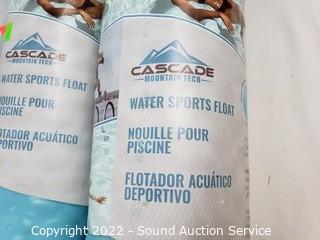 CASCADE
MOUNTAIN TECH
WATER SPORTS FLOAT
NOUILLE POUR
PISCINE
FLOTADOR ACUÁTICO
DEPORTIVO
CASCADE
MOUNTAIN TECH
WATER SPORTS FLOAT
NOUILLE POUR
PISCINE
FLOTADOR ACUÁTICO
DEPORTIVO
Copyright 2022 - Sound Auction Service